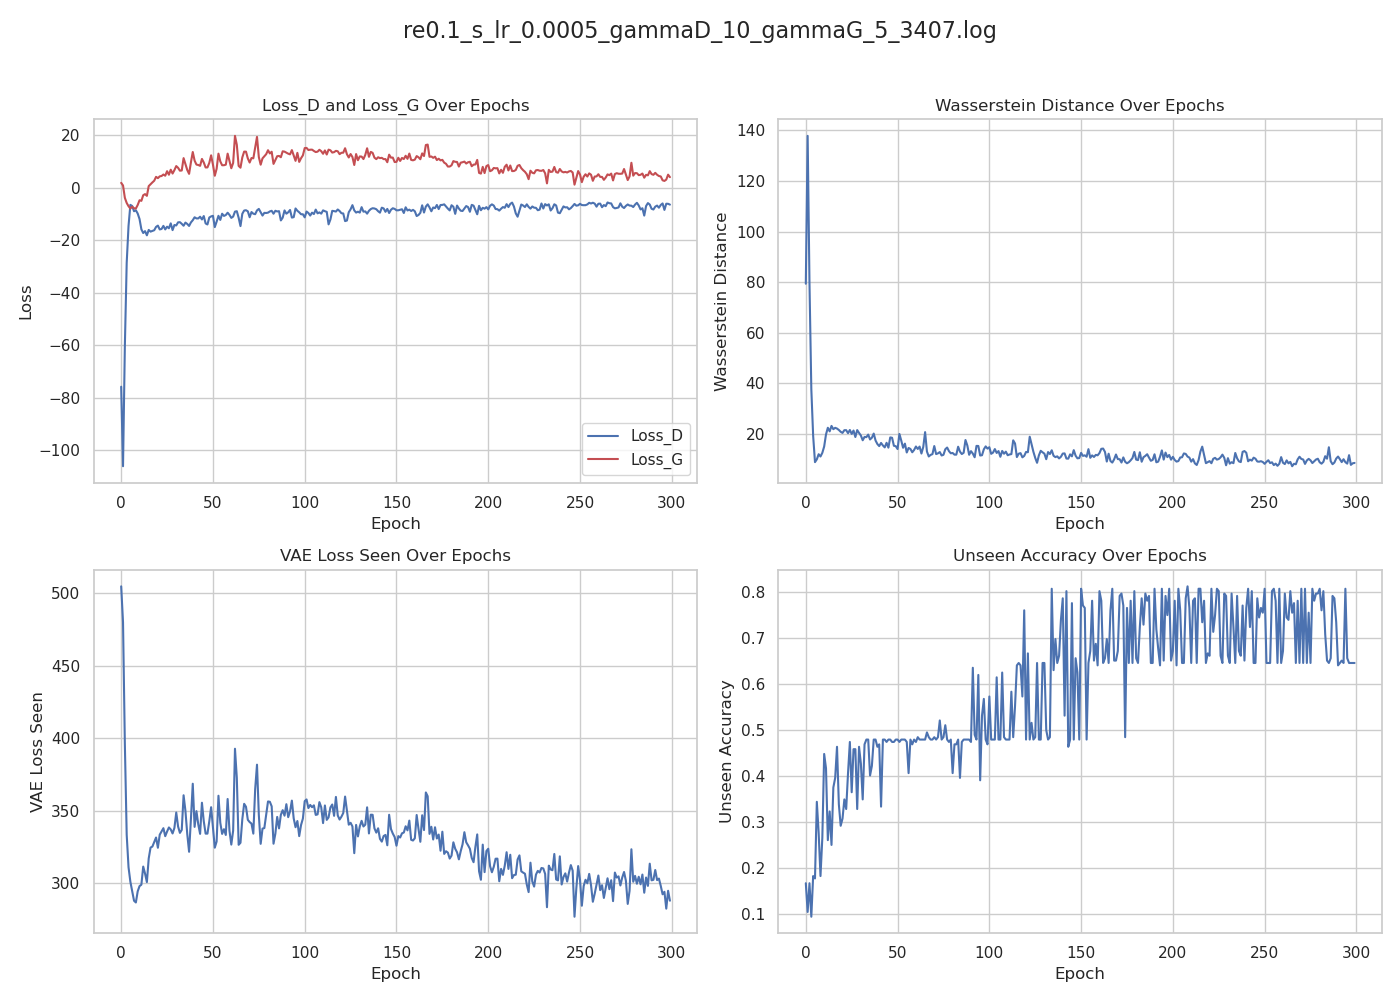 re0.1_s_lr_0.0005_gammaD_10_gammaG_5_3407.log
Loss_D and Loss_G Over Epochs
20
0
−20
−40
−60
−80
−100
Loss
Loss_D
Loss_G
0 50 100 150 200 250 300
Epoch
Wasserstein Distance Over Epochs
140
120
100
80
60
40
20
Wasserstein Distance
0 50 100 150 200 250 300
Epoch
VAE Loss Seen Over Epochs
500
450
400
350
300
VAE Loss Seen
0 50 100 150 200 250 300
Epoch
Unseen Accuracy Over Epochs
0.8
0.7
0.6
0.5
0.4
0.3
0.2
0.1
Unseen Accuracy
0 50 100 150 200 250 300
Epoch